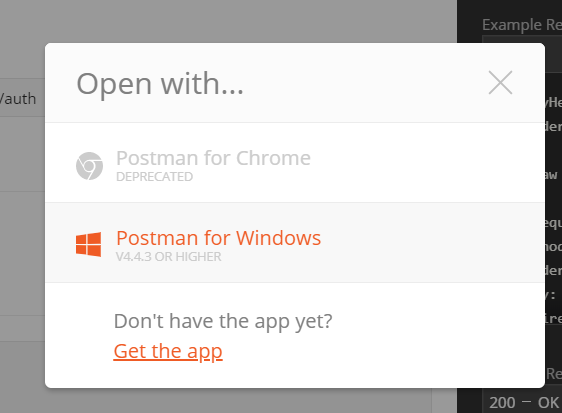 Example Re
Open with...
/auth
Postman for Chrome
DEPRECATED
Postman for Windows
V4.4.3 OR HIGHER
Don't have the app yet?
Get the app
200 – OK